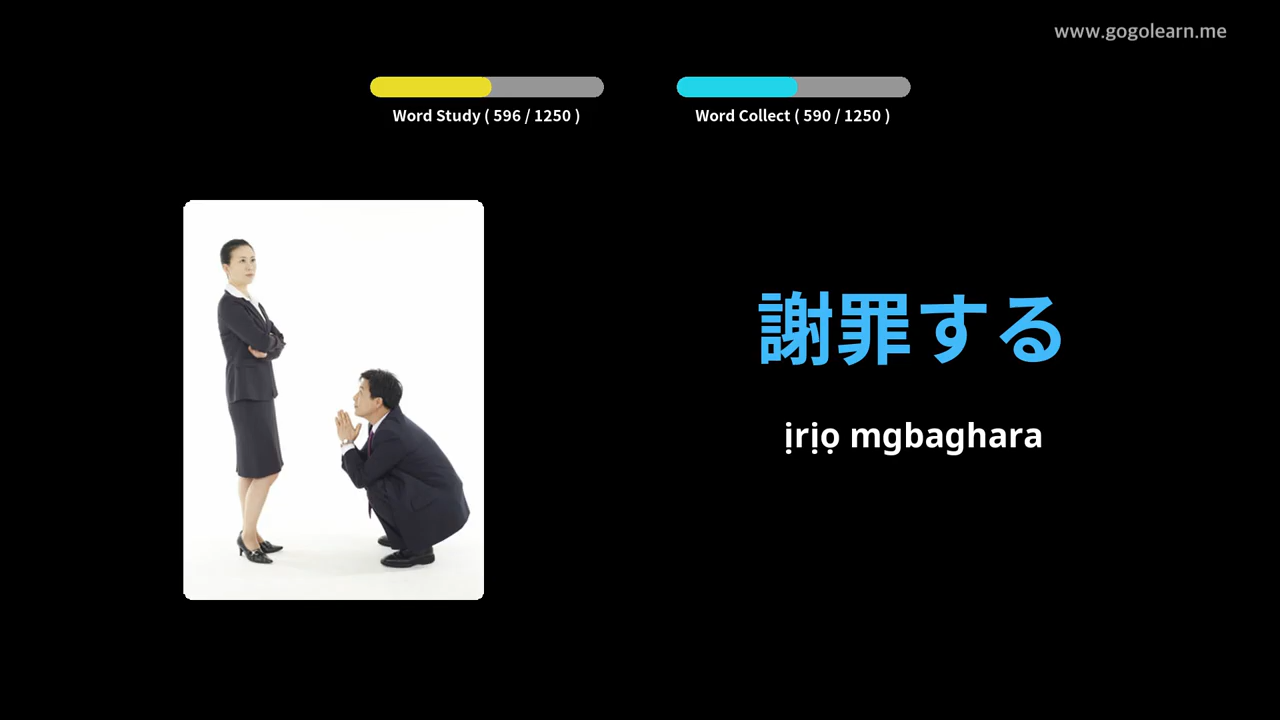 www.gogolearn.me
Word Study ( 596 / 1250 )
Word Collect ( 590 / 1250 )
謝罪する
ịrịọ mgbaghara